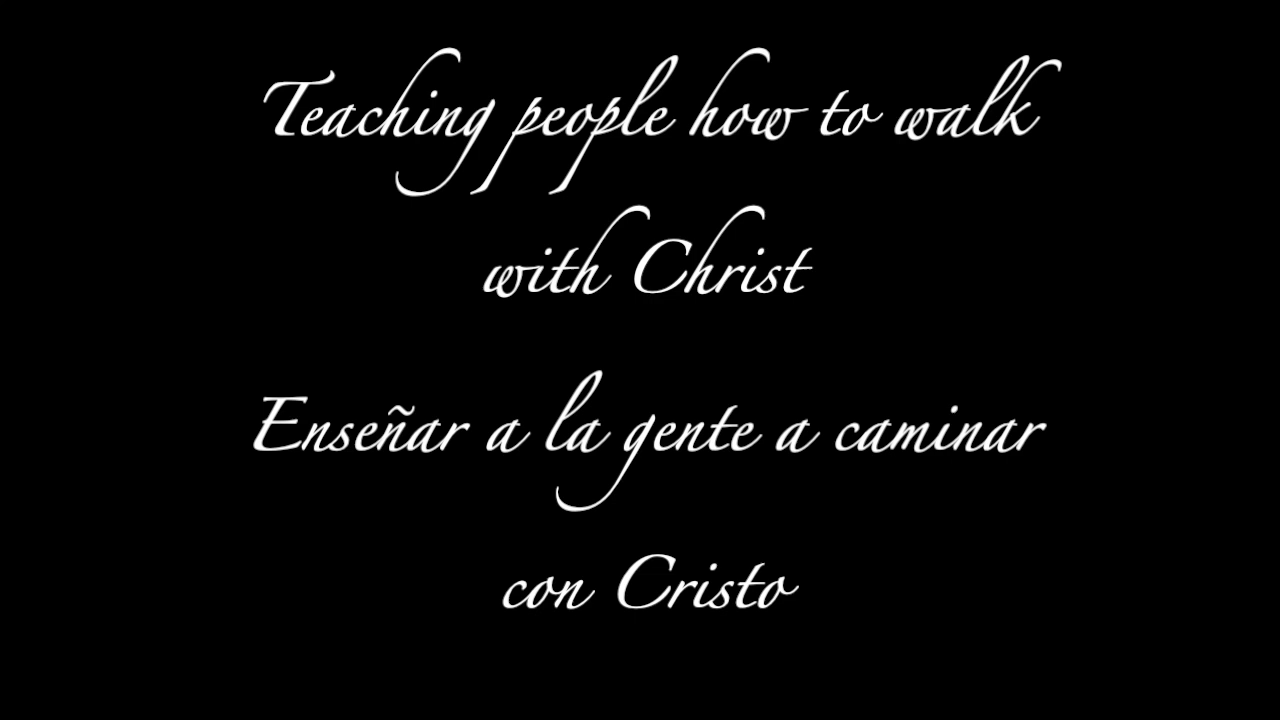 Teaching people how to walk
with Christ
Enseñar a la gente a caminar
con Cristo